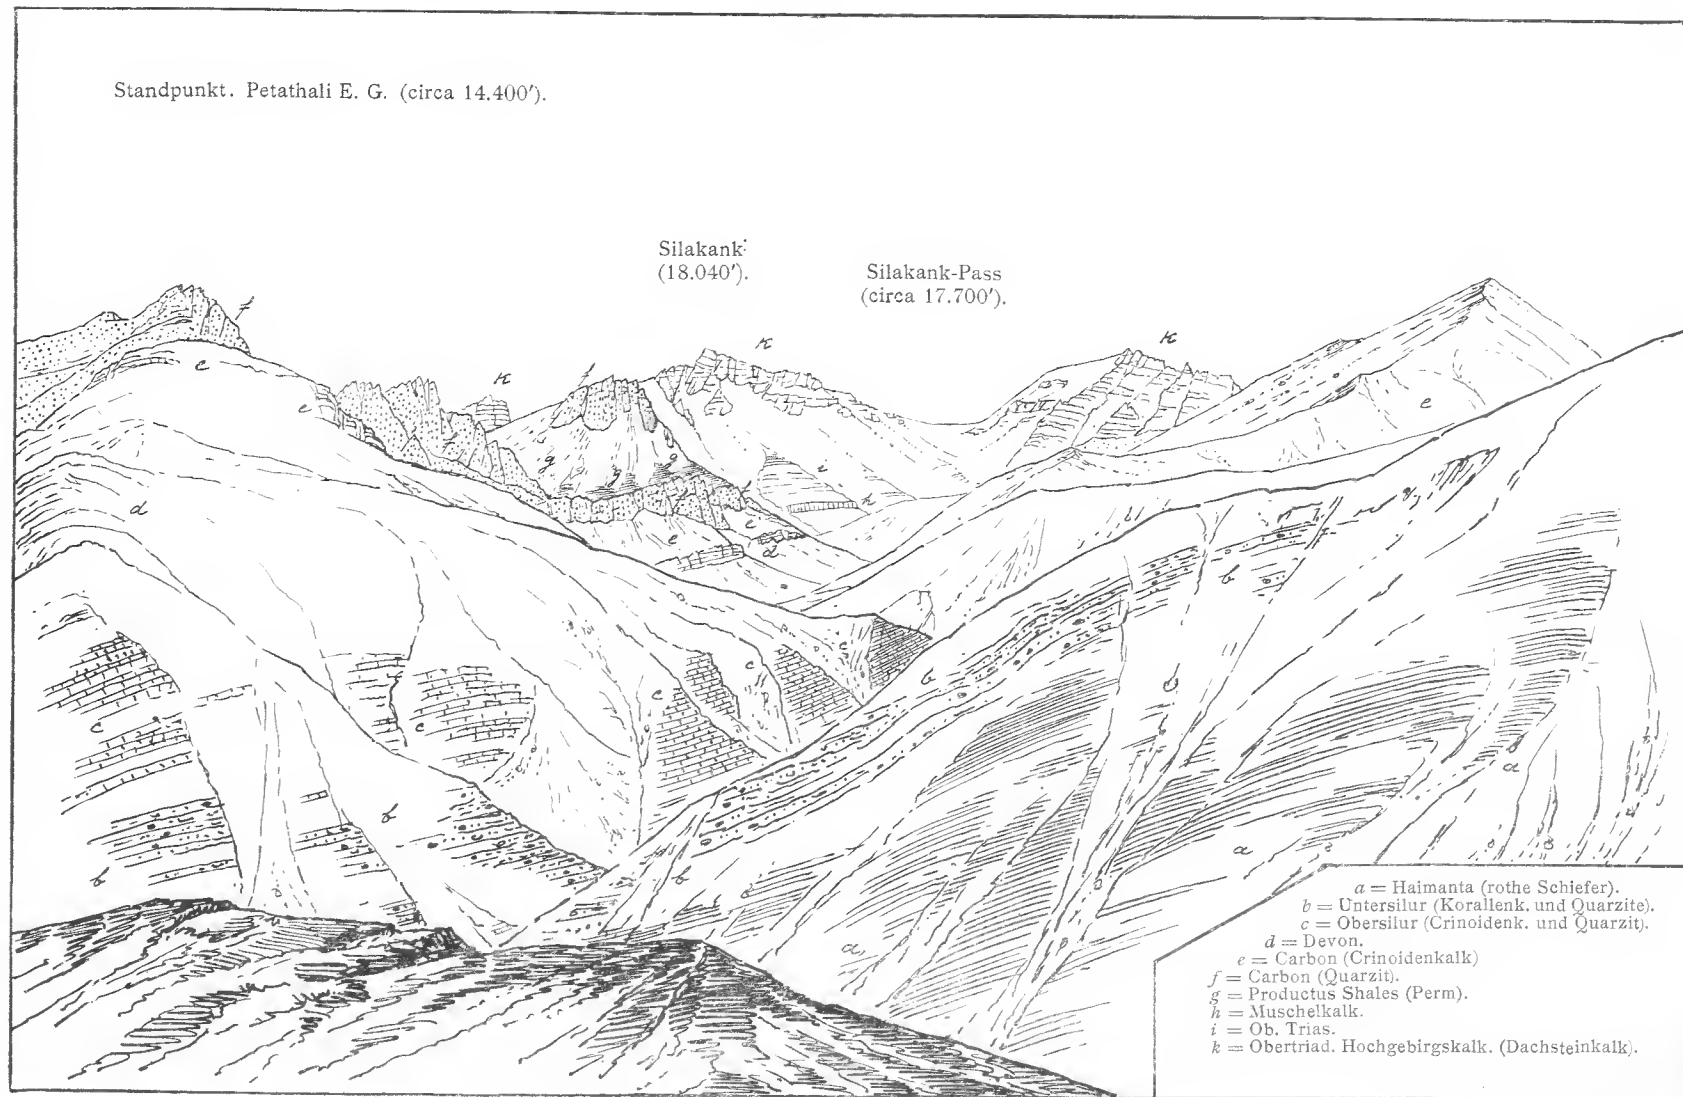 Standpunkt. Petathali E. G. (circa 14.400').
Silakank
(18.040').
Silakank-Pass
(circa 17.700').
f
k
f
k
k
e
e
e
f
g
g
g
i
h
f
e
e
d
d
b
b
c
c
c
c
b
b
b
b
a
a
a
a = Haimanta (rothe Schiefer).
b = Untersilur (Korallenk. und Quarzite).
c = Obersilur (Crinoidenk. und Quarzit).
d = Devon.
e = Carbon (Crinoidenkalk)
f = Carbon (Quarzit).
g = Productus Shales (Perm).
h = Muschelkalk.
i = Ob. Trias.
k = Obertriad. Hochgebirgskalk. (Dachsteinkalk).